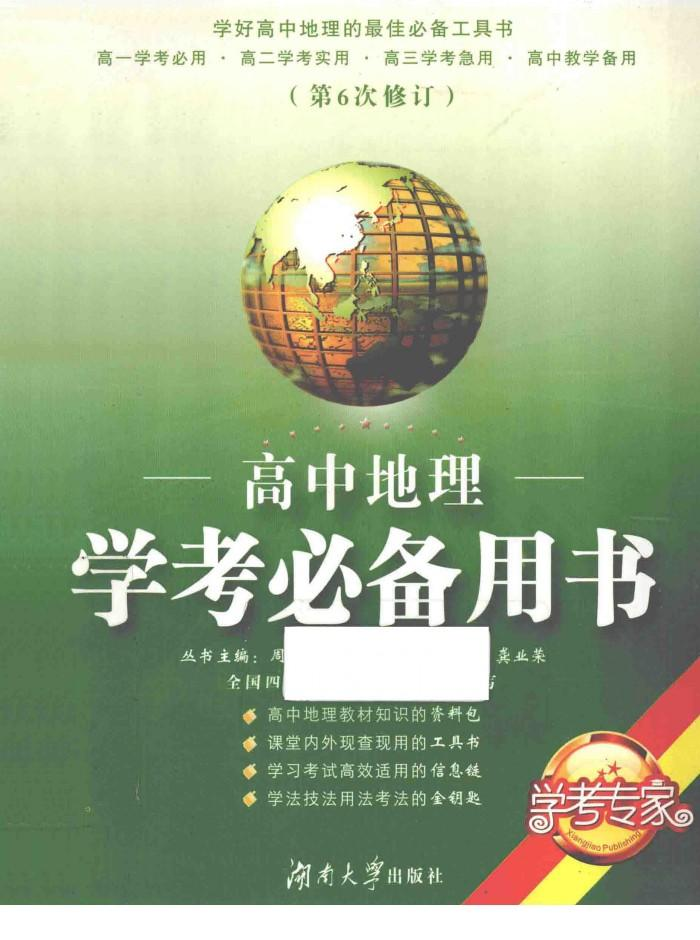 学好高中地理的最佳必备工具书
高一学考必用 · 高二学考实用 · 高三学考急用 · 高中教学备用
（第6次修订）
高中地理
学考必备用书
丛书主编：周 龚业荣
全国四
高中地理教材知识的资料包
课堂内外现查现用的工具书
学习考试高效适用的信息链
学法技法用法考法的金钥匙
学考专家
Xiangjiao Publishing
湖南大学出版社